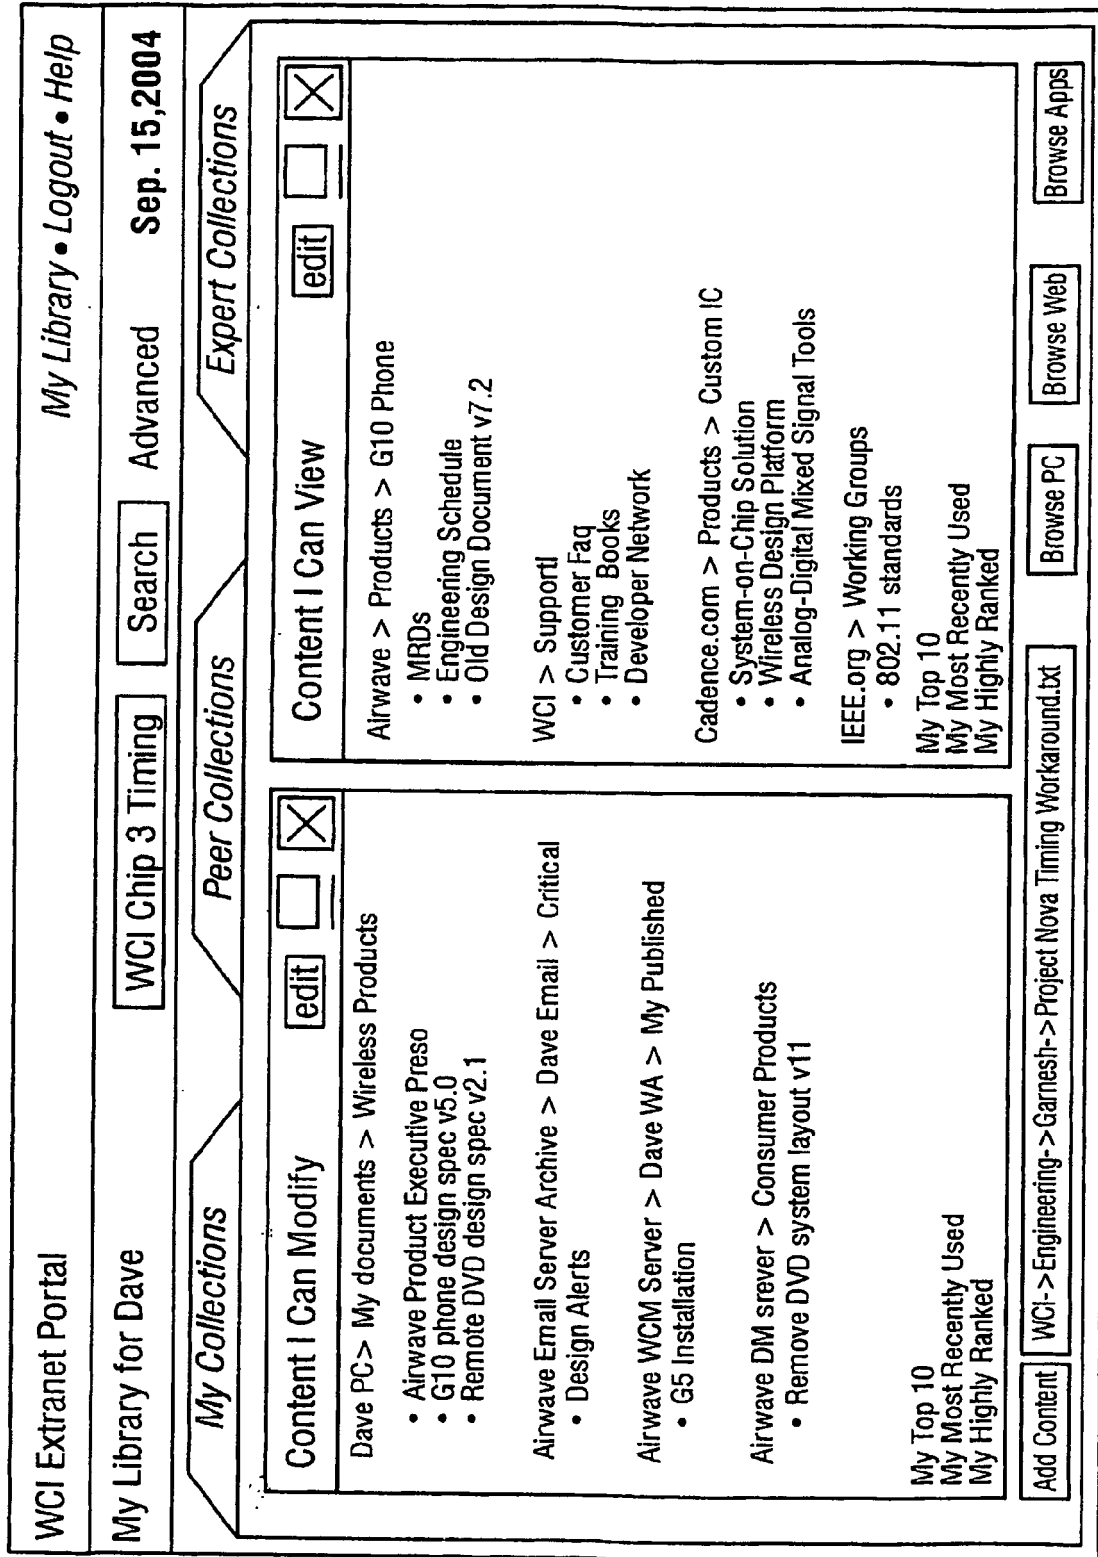 WCI Extranet Portal
My Library • Logout • Help
My Library for Dave
WCI Chip 3 Timing
Search
Advanced
Sep. 15,2004
My Collections
Peer Collections
Expert Collections
Content I Can Modify
edit
Dave PC> My documents > Wireless Products
• Airwave Product Executive Preso
• G10 phone design spec v5.0
• Remote DVD design spec v2.1
Airwave Email Server Archive > Dave Email > Critical
• Design Alerts
Airwave WCM Server > Dave WA > My Published
• G5 Installation
Airwave DM srever > Consumer Products
• Remove DVD system layout v11
My Top 10
My Most Recently Used
My Highly Ranked
Content I Can View
edit
Airwave > Products > G10 Phone
• MRDs
• Engineering Schedule
• Old Design Document v7.2
WCI > Supportl
• Customer Faq
• Training Books
• Developer Network
Cadence.com > Products > Custom IC
• System-on-Chip Solution
• Wireless Design Platform
• Analog-Digital Mixed Signal Tools
IEEE.org > Working Groups
• 802.11 standards
My Top 10
My Most Recently Used
My Highly Ranked
Add Content
WCI->Engineering->Garnesh->Project Nova Timing Workaround.txt
Browse PC
Browse Web
Browse Apps